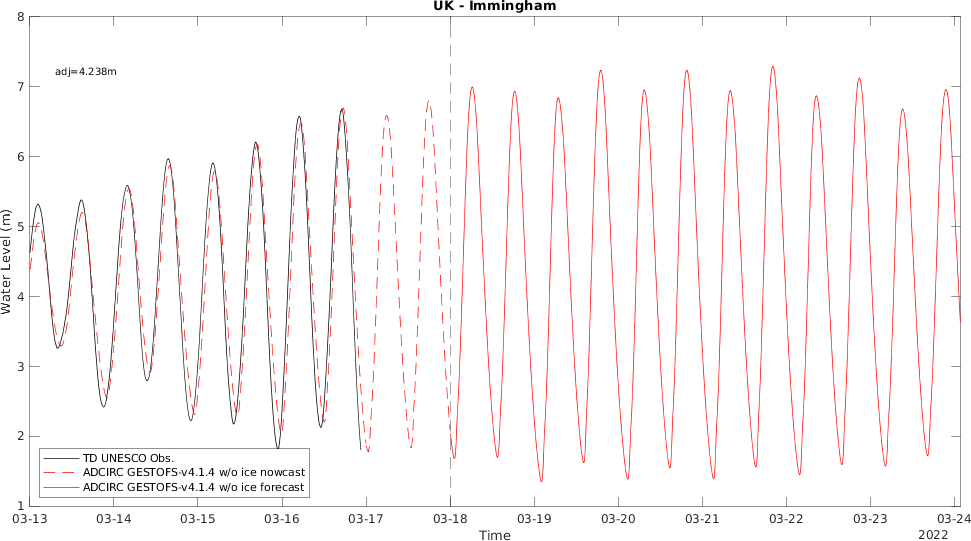 UK - Immingham
8
7
6
5
4
3
2
1
Water Level (m)
adj=4.238m
TD UNESCO Obs.
ADCIRC GESTOFS-v4.1.4 w/o ice nowcast
ADCIRC GESTOFS-v4.1.4 w/o ice forecast
03-13 03-14 03-15 03-16 03-17 03-18 03-19 03-20 03-21 03-22 03-23 03-24
Time
2022